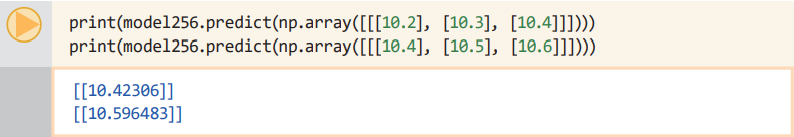 print(model256.predict(np.array([[[10.2], [10.3], [10.4]]])))
print(model256.predict(np.array([[[10.4], [10.5], [10.6]]])))
[[10.42306]]
[[10.596483]]